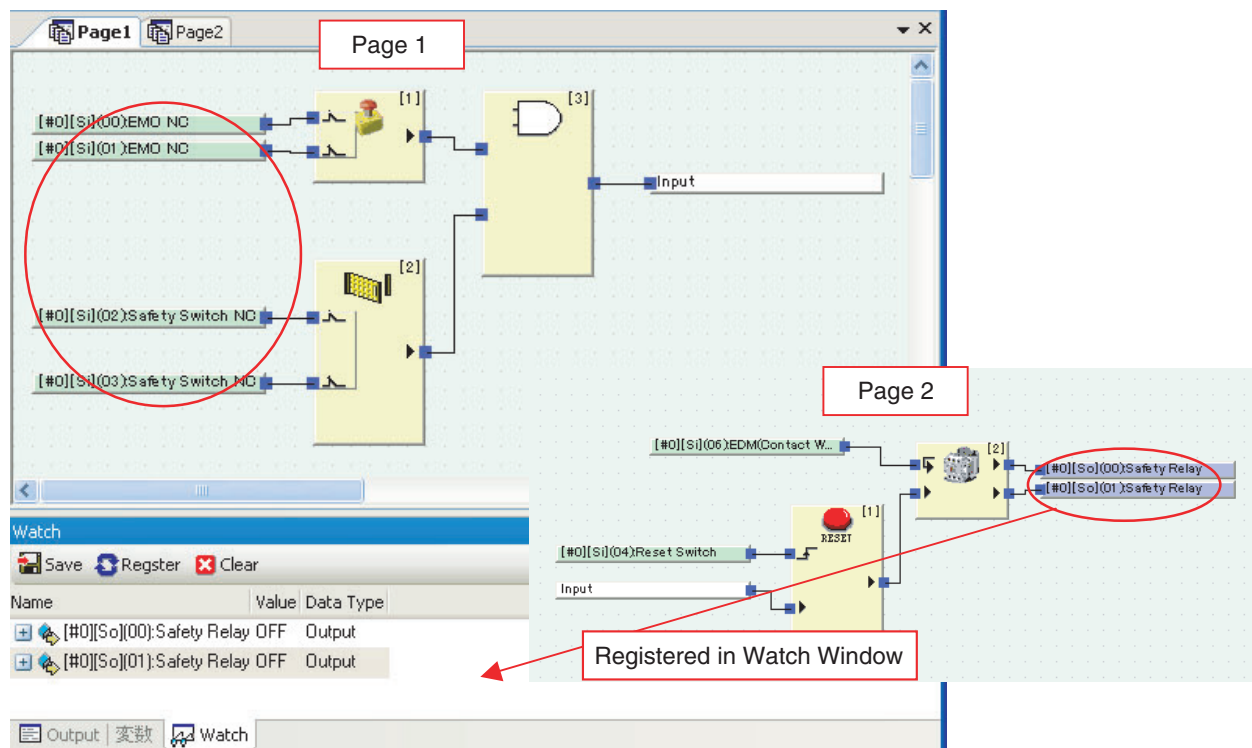 Page1 Page2
Page 1
[#0][Si](00):EMO NC
[#0][Si](01):EMO NC
[1]
[3]
Input
[2]
[#0][Si](02):Safety Switch NC
[#0][Si](03):Safety Switch NC
Page 2
[#0][Si](06):EDM(Contact W...
[2]
[#0][So](00):Safety Relay
[#0][So](01):Safety Relay
[1]
RESET
[#0][Si](04):Reset Switch
Input
Registered in Watch Window
Watch
Save Regster Clear
Name Value Data Type
[#0][So](00):Safety Relay OFF Output
[#0][So](01):Safety Relay OFF Output
Output 変数 Watch